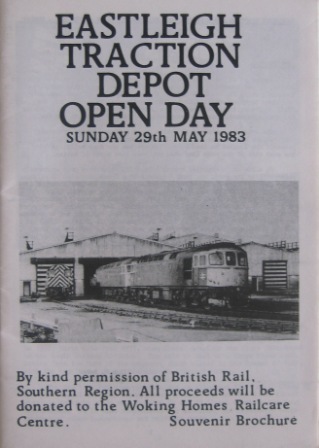 EASTLEIGH
TRACTION
DEPOT
OPEN DAY
SUNDAY 29th MAY 1983
By kind permission of British Rail,
Southern Region. All proceeds will be
donated to the Woking Homes Railcare
Centre. Souvenir Brochure